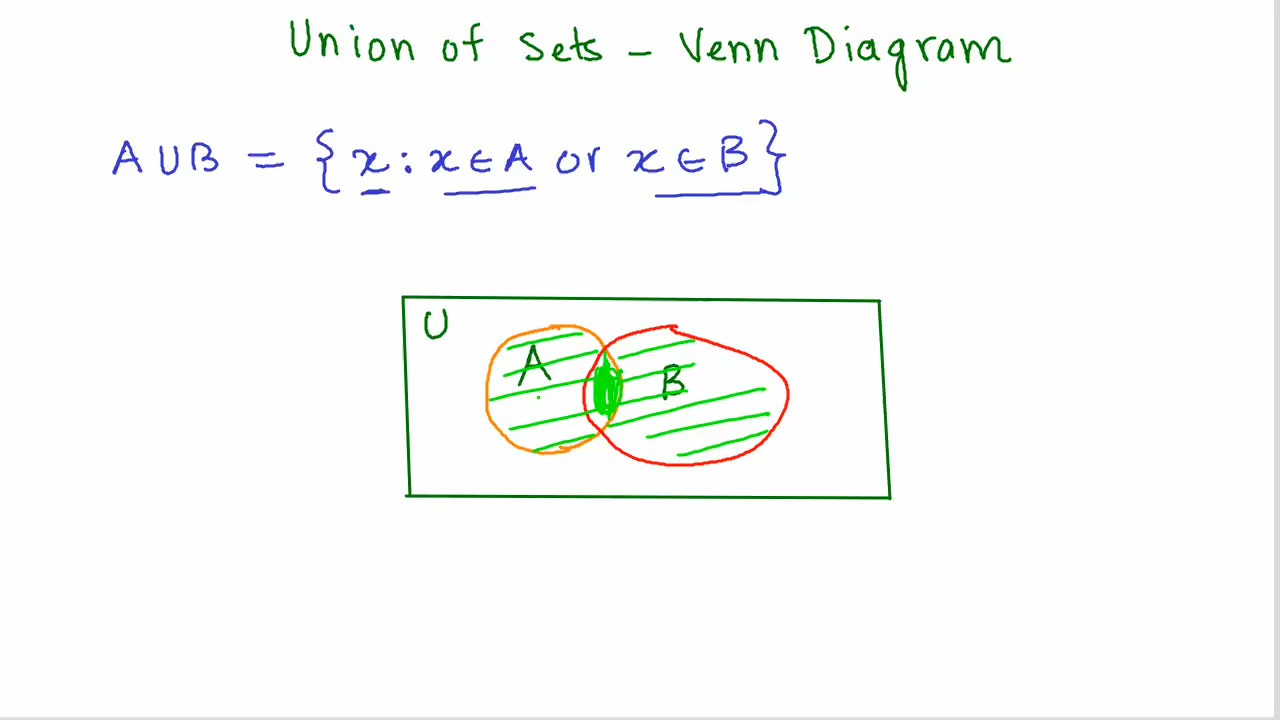 Union of Sets - Venn Diagram
A ∪ B = {x : x ∈ A or x ∈ B}
U
A
B